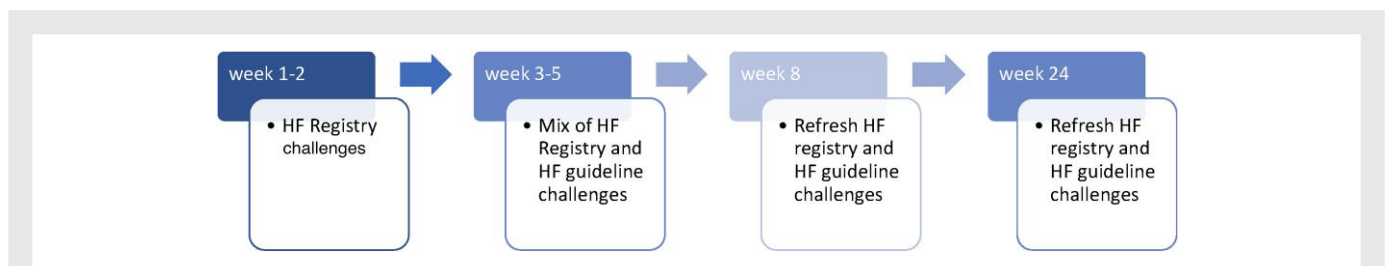 week 1-2
• HF Registry
challenges
week 3-5
• Mix of HF
Registry and
HF guideline
challenges
week 8
• Refresh HF
registry and
HF guideline
challenges
week 24
• Refresh HF
registry and
HF guideline
challenges